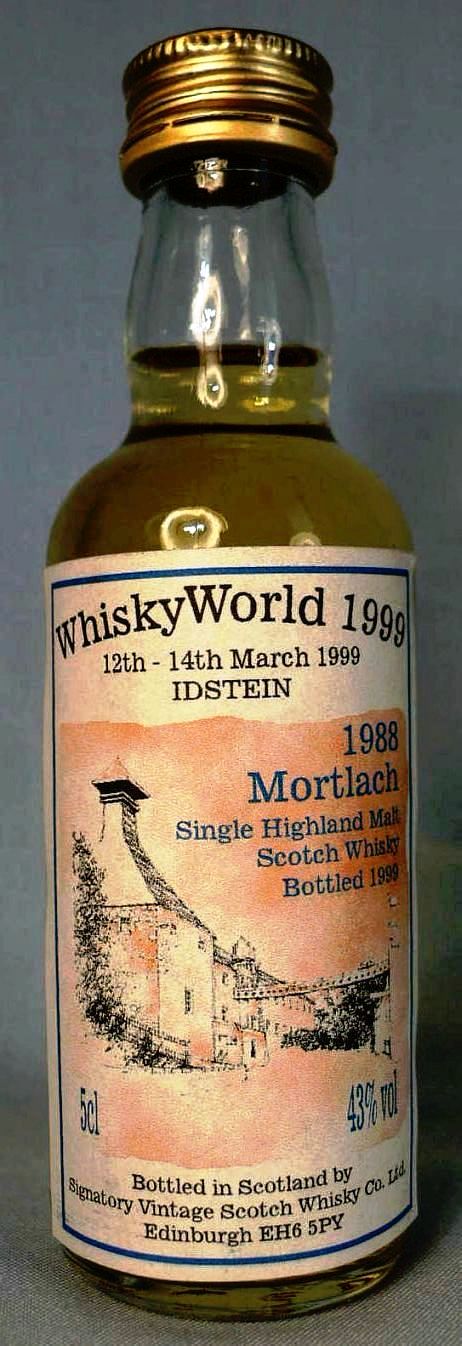 WhiskyWorld 1999
12th - 14th March 1999
IDSTEIN
1988
Mortlach
Single Highland Malt
Scotch Whisky
Bottled 1999
5cl
43% vol
Bottled in Scotland by
Signatory Vintage Scotch Whisky Co. Ltd.
Edinburgh EH6 5PY